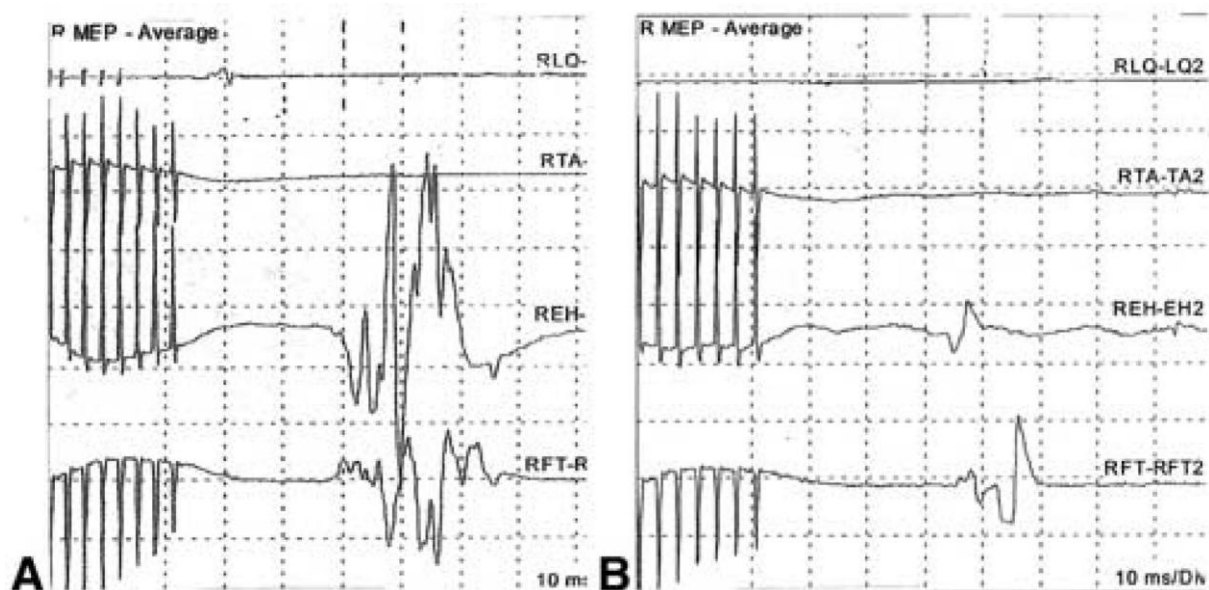 R MEP - Average
RLQ-
RTA-
REH-
RFT-R
10 ms
A
R MEP - Average
RLQ-LQ2
RTA-TA2
REH-EH2
RFT-RFT2
10 ms/Div
B